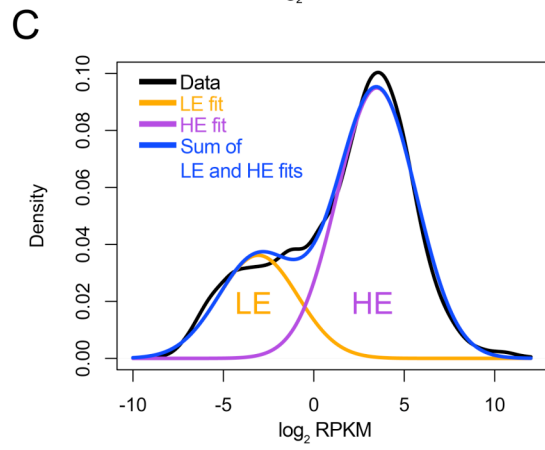 C
Data
LE fit
HE fit
Sum of
LE and HE fits
Density
0.10
0.08
0.06
0.04
0.02
0.00
LE
HE
-10 -5 0 5 10
log₂ RPKM